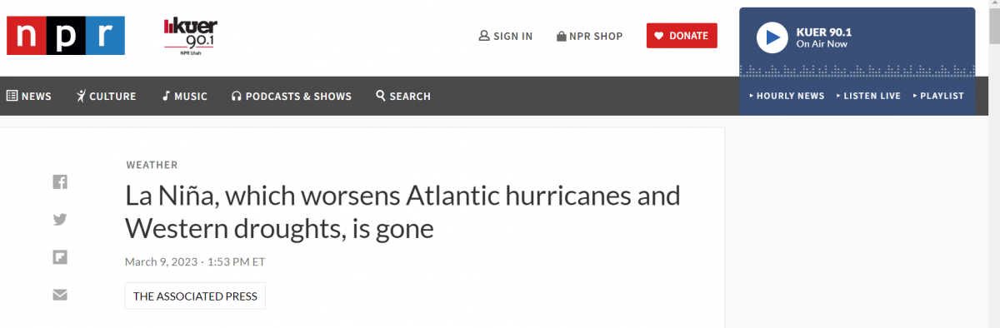 npr
kuer
90.1
NPR Utah
SIGN IN
NPR SHOP
DONATE
KUER 90.1
On Air Now
NEWS
CULTURE
MUSIC
PODCASTS & SHOWS
SEARCH
HOURLY NEWS
LISTEN LIVE
PLAYLIST
WEATHER
La Niña, which worsens Atlantic hurricanes and
Western droughts, is gone
March 9, 2023 · 1:53 PM ET
THE ASSOCIATED PRESS